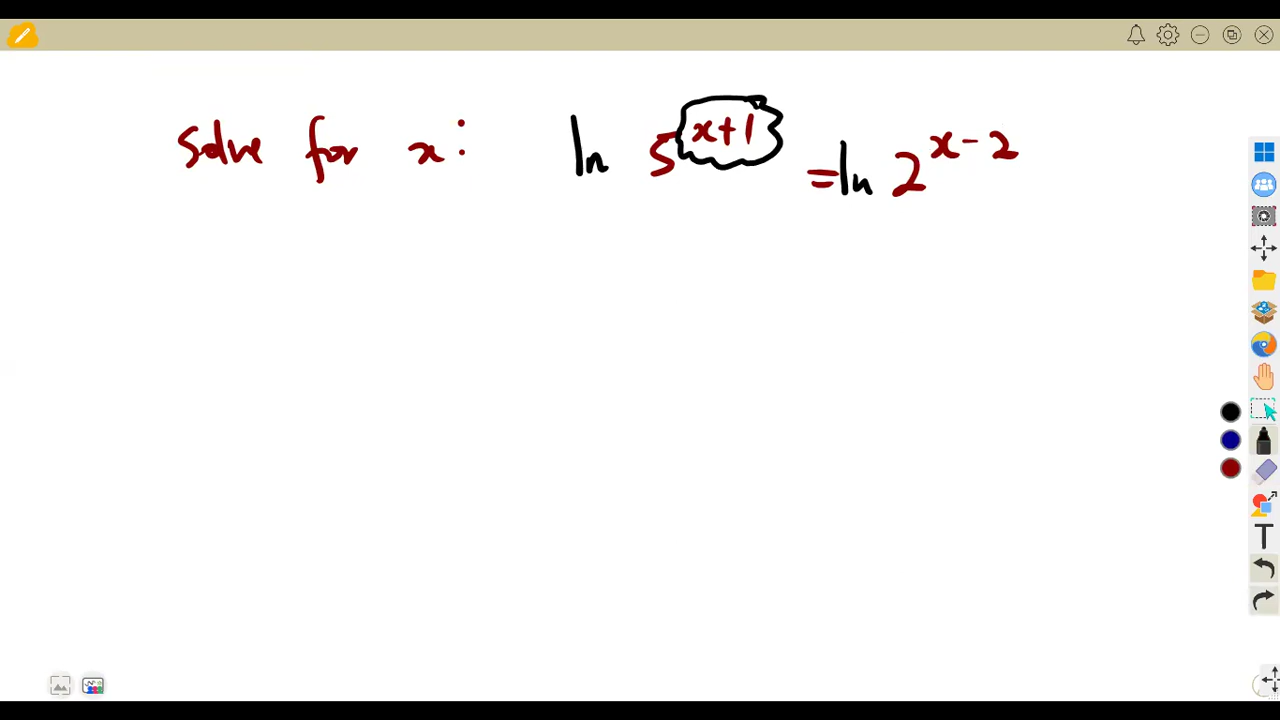 Solve for x: ln 5^{x+1} = ln 2^{x-2}
T